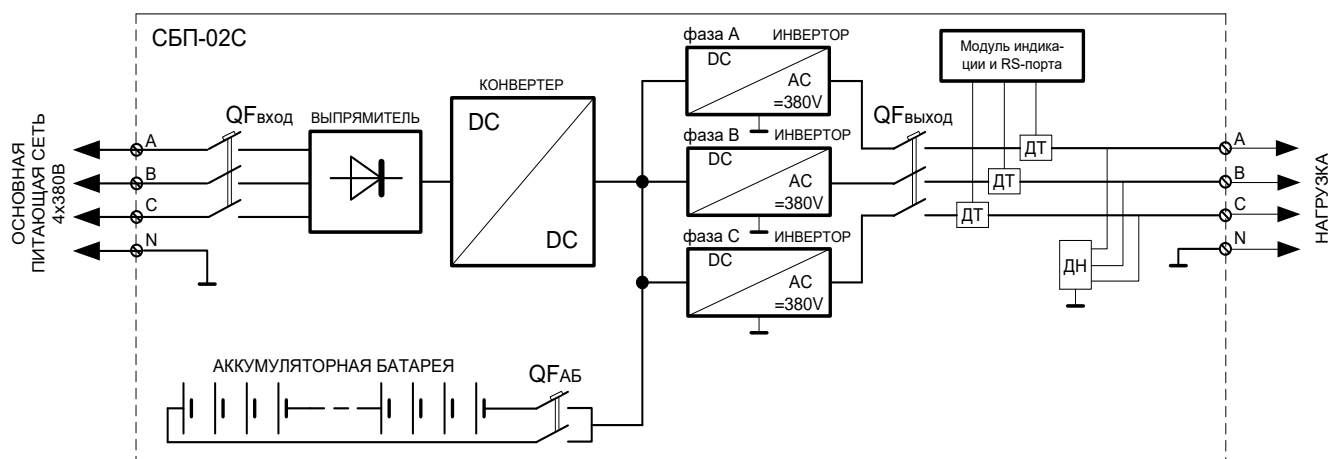 СБП-02С
ОСНОВНАЯ
ПИТАЮЩАЯ СЕТЬ
4х380В
A
B
C
N
QFвход
ВЫПРЯМИТЕЛЬ
КОНВЕРТЕР
DC
DC
фаза A
ИНВЕРТОР
DC
AC
=380V
фаза B
ИНВЕРТОР
DC
AC
=380V
фаза C
ИНВЕРТОР
DC
AC
=380V
QFвыход
Модуль индика-
ции и RS-порта
ДТ
ДТ
ДТ
ДН
A
B
C
N
НАГРУЗКА
АККУМУЛЯТОРНАЯ БАТАРЕЯ
QFАБ